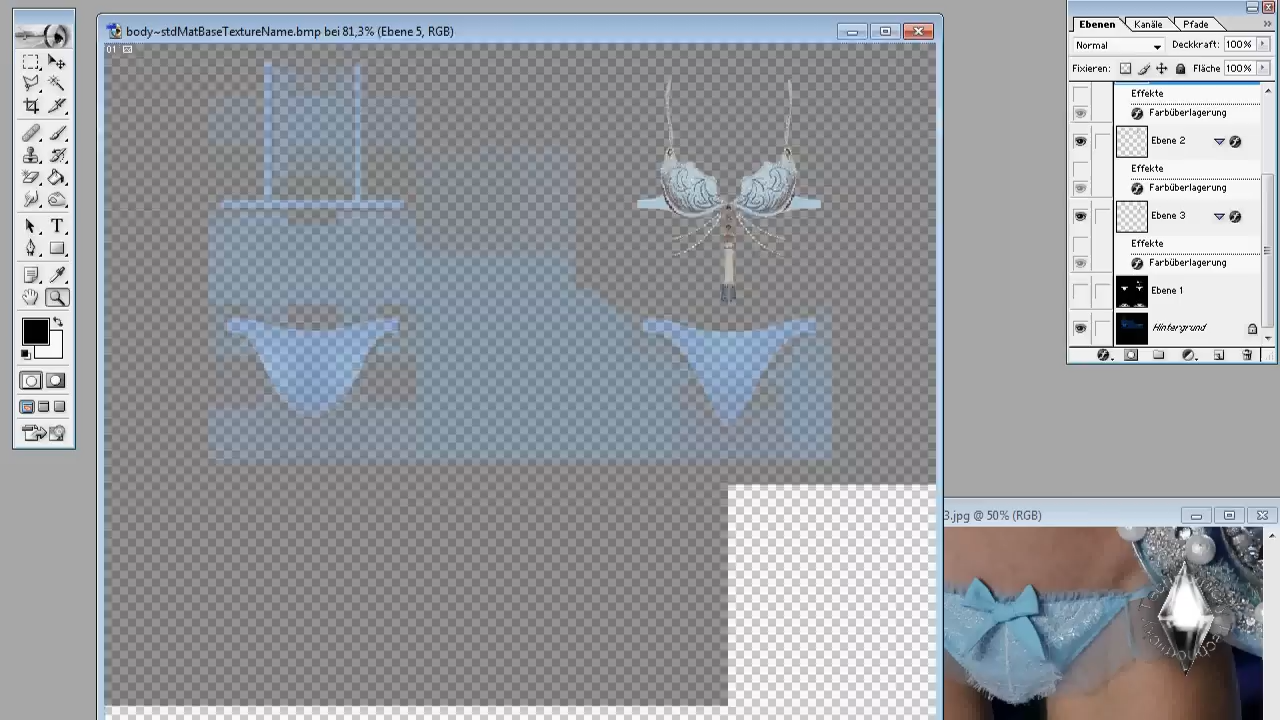 body~stdMatBaseTextureName.bmp bei 81,3% (Ebene 5, RGB)
01
Ebenen Kanäle Pfade
Normal Deckkraft: 100%
Fixieren: Fläche 100%
Effekte
Farbüberlagerung
Ebene 2
Effekte
Farbüberlagerung
Ebene 3
Effekte
Farbüberlagerung
Ebene 1
Hintergrund
3.jpg @ 50% (RGB)